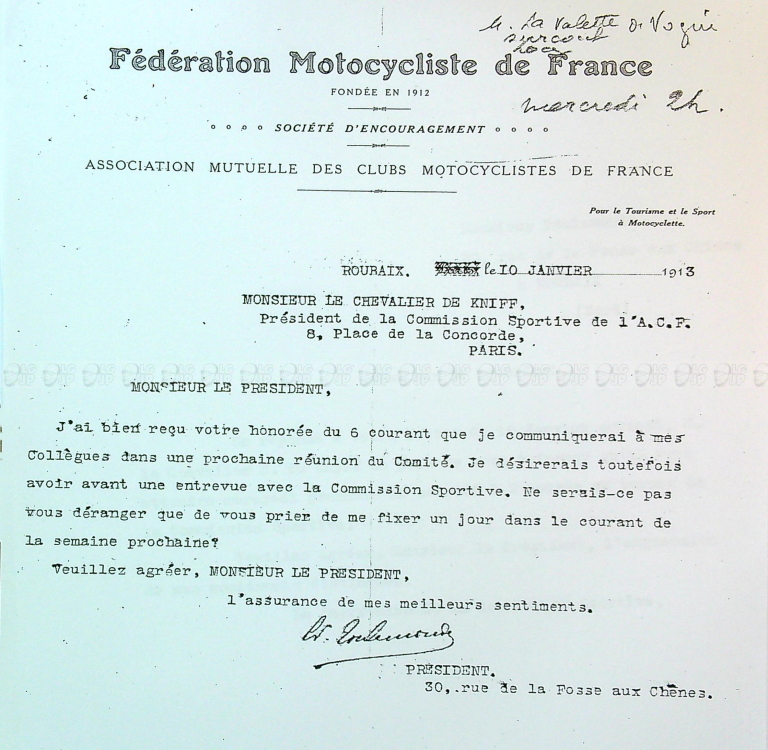 M. La Valette de Vogüé
surcouf
Loca
Fédération Motocycliste de France
FONDÉE EN 1912
mercredi 2h.
SOCIÉTÉ D'ENCOURAGEMENT
ASSOCIATION MUTUELLE DES CLUBS MOTOCYCLISTES DE FRANCE
Pour le Tourisme et le Sport
à Motocyclette.
ROUBAIX. le 10 JANVIER 1913
MONSIEUR LE CHEVALIER DE KNIFF,
Président de la Commission Sportive de l'A.C.F.
8, Place de la Concorde,
PARIS.
MONSIEUR LE PRESIDENT,
J'ai bien reçu votre honorée du 6 courant que je communiquerai à mes
Collègues dans une prochaine réunion du Comité. Je désirerais toutefois
avoir avant une entrevue avec la Commission Sportive. Ne serais-ce pas
vous déranger que de vous prier de me fixer un jour dans le courant de
la semaine prochaine?
Veuillez agréer, MONSIEUR LE PRESIDENT,
l'assurance de mes meilleurs sentiments.
PRESIDENT.
30, rue de la Fosse aux Chênes.